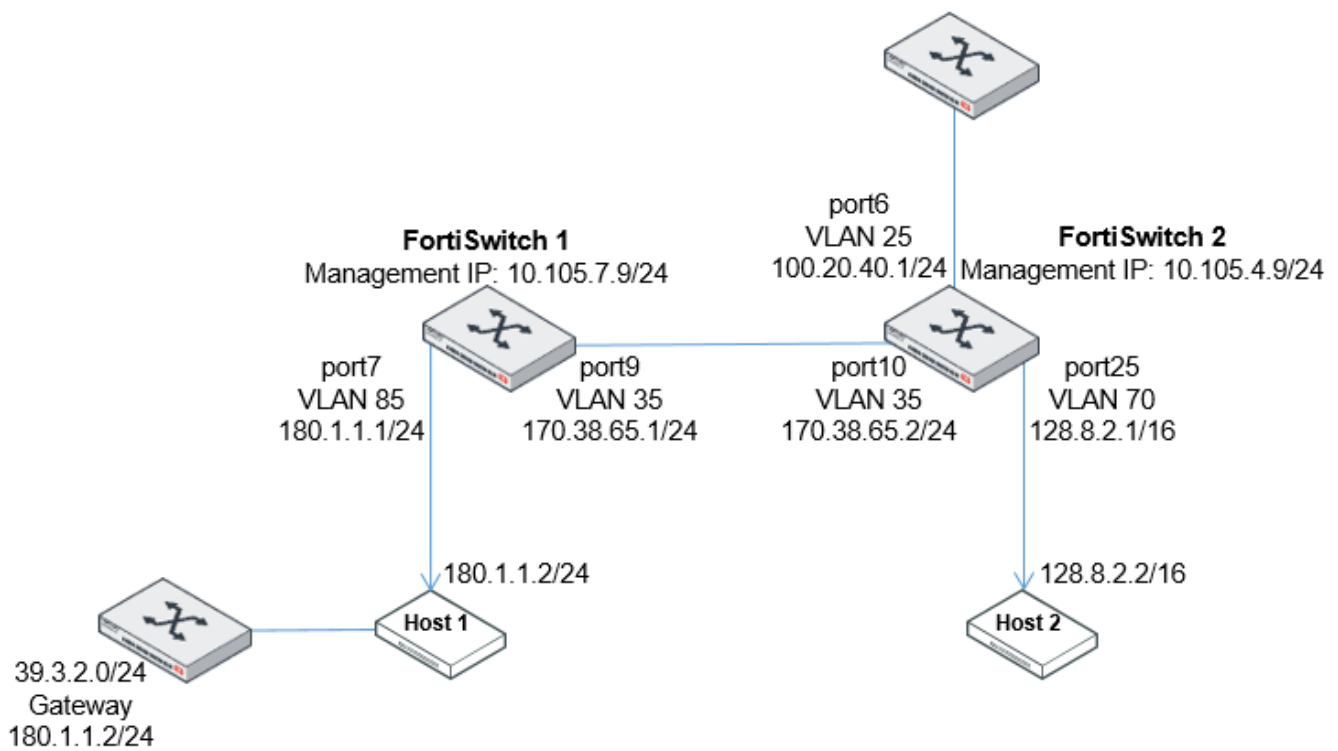 port6
VLAN 25
100.20.40.1/24
FortiSwitch 1
Management IP: 10.105.7.9/24
FortiSwitch 2
Management IP: 10.105.4.9/24
port7
VLAN 85
180.1.1.1/24
port9
VLAN 35
170.38.65.1/24
port10
VLAN 35
170.38.65.2/24
port25
VLAN 70
128.8.2.1/16
180.1.1.2/24
Host 1
128.8.2.2/16
Host 2
39.3.2.0/24
Gateway
180.1.1.2/24